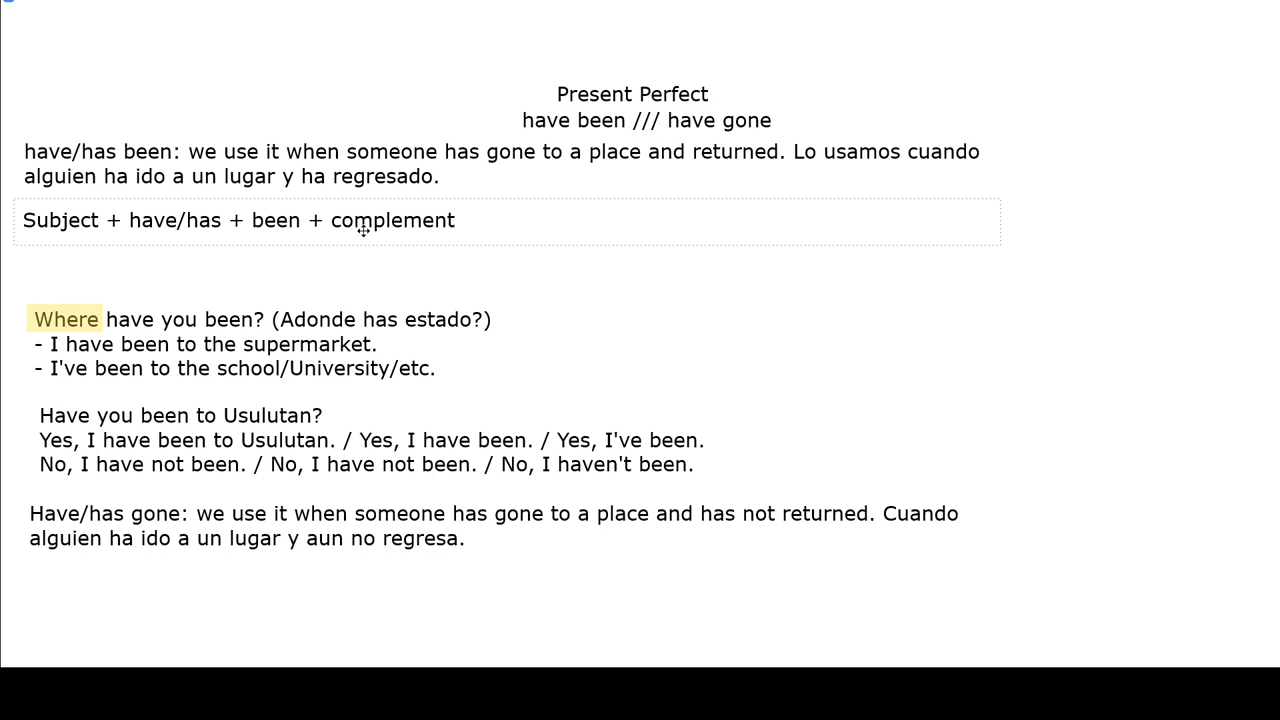 Present Perfect
have been /// have gone
have/has been: we use it when someone has gone to a place and returned. Lo usamos cuando
alguien ha ido a un lugar y ha regresado.
Subject + have/has + been + complement
Where have you been? (Adonde has estado?)
- I have been to the supermarket.
- I've been to the school/University/etc.
Have you been to Usulutan?
Yes, I have been to Usulutan. / Yes, I have been. / Yes, I've been.
No, I have not been. / No, I have not been. / No, I haven't been.
Have/has gone: we use it when someone has gone to a place and has not returned. Cuando
alguien ha ido a un lugar y aun no regresa.